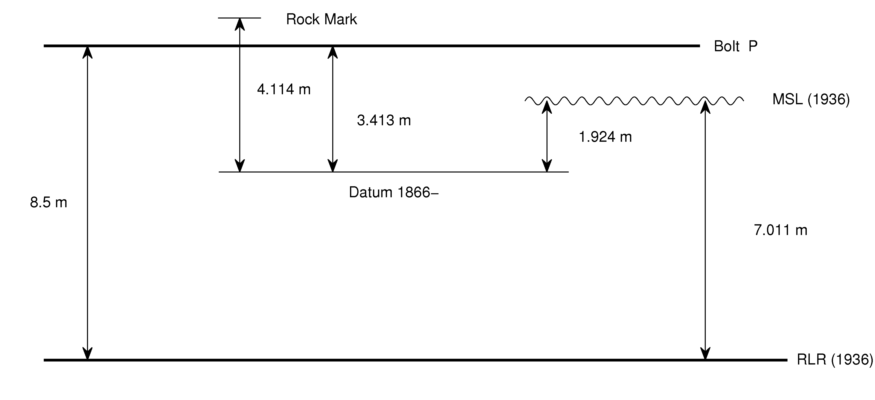 Rock Mark
Bolt P
4.114 m
MSL (1936)
3.413 m
1.924 m
Datum 1866–
8.5 m
7.011 m
RLR (1936)